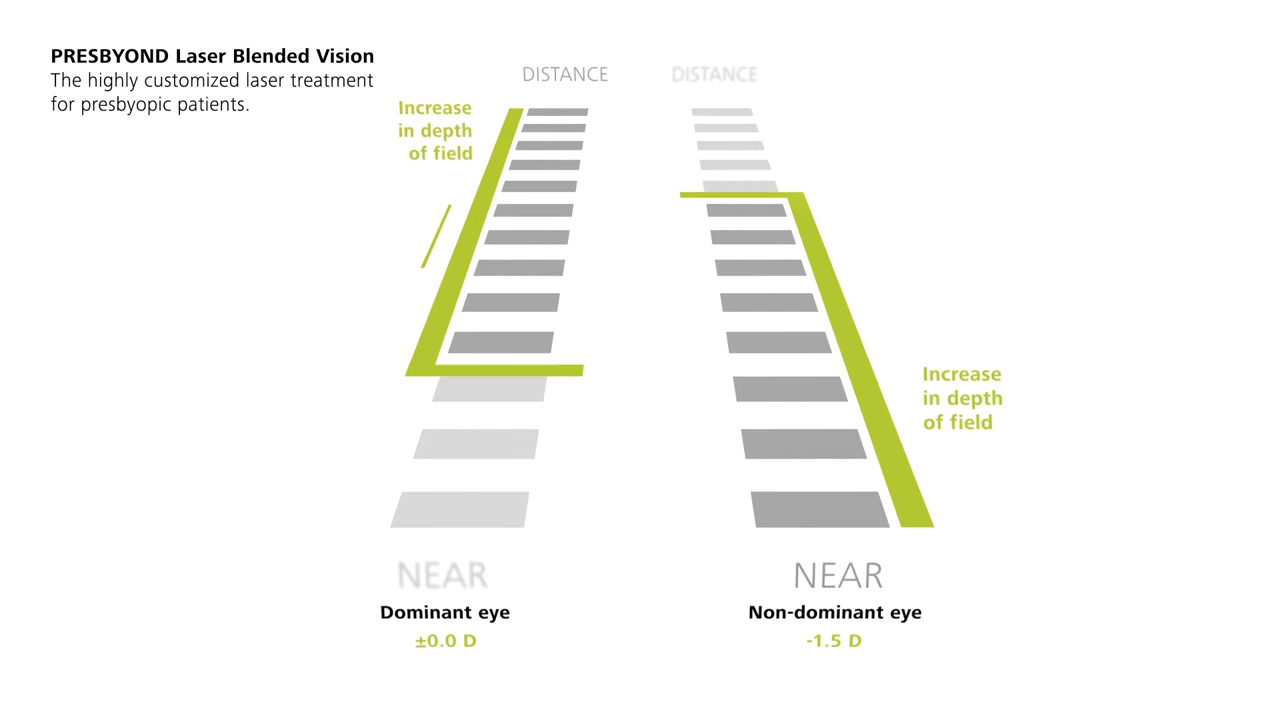 PRESBYOND Laser Blended Vision
The highly customized laser treatment
for presbyopic patients.
DISTANCE
DISTANCE
Increase
in depth
of field
Increase
in depth
of field
NEAR
NEAR
Dominant eye
Non-dominant eye
±0.0 D
-1.5 D